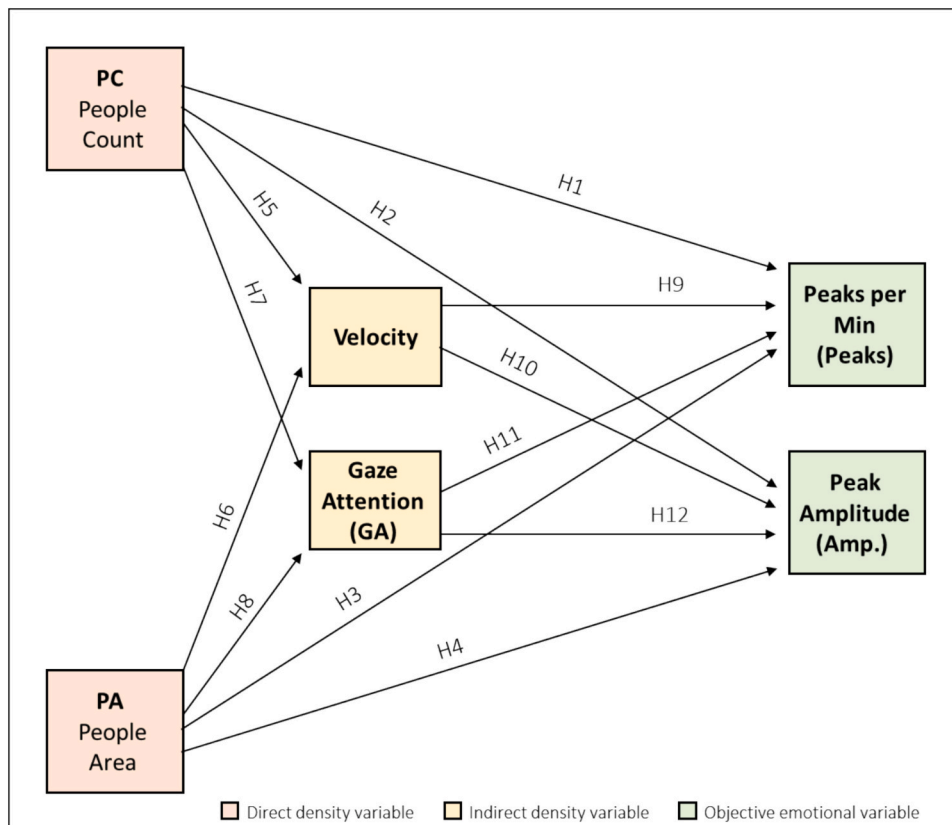 PC
People
Count
H1
H2
H5
H7
Velocity
H9
Peaks per
Min
(Peaks)
H10
H11
Gaze
Attention
(GA)
H12
Peak
Amplitude
(Amp.)
H6
H8
H3
H4
PA
People
Area
Direct density variable
Indirect density variable
Objective emotional variable